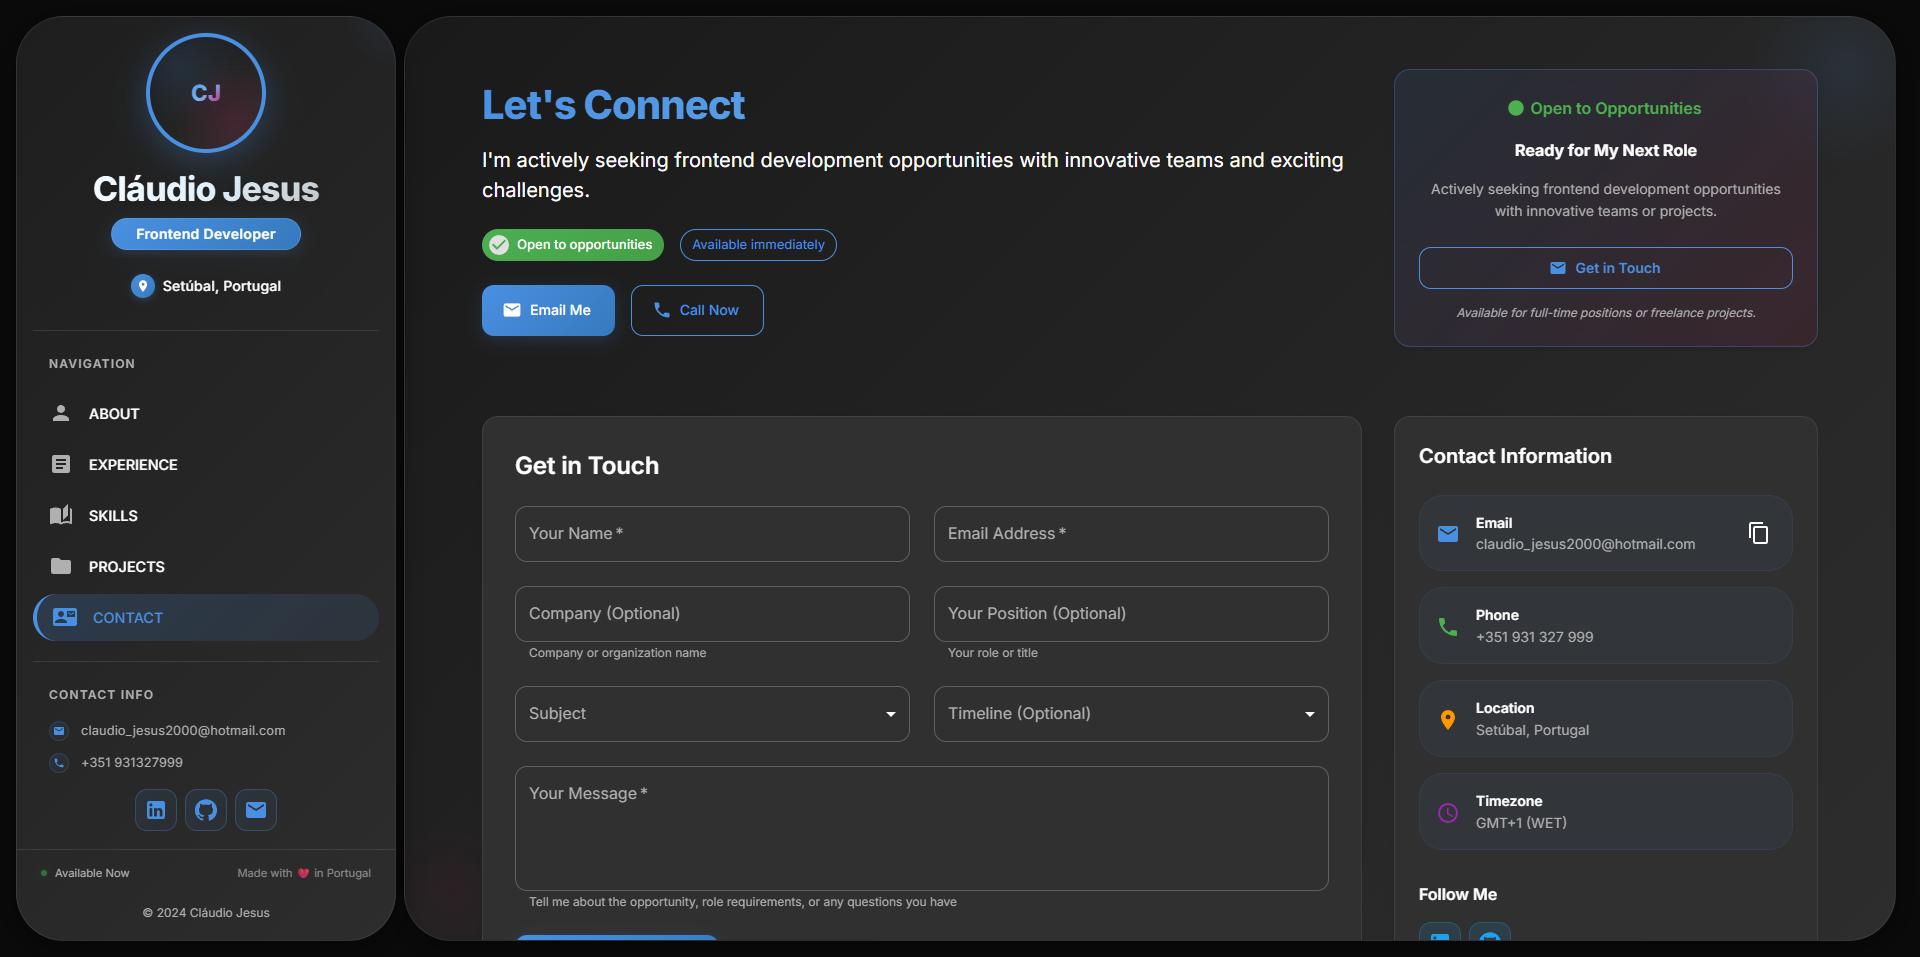 CJ
Cláudio Jesus
Frontend Developer
Setúbal, Portugal
NAVIGATION
ABOUT
EXPERIENCE
SKILLS
PROJECTS
CONTACT
CONTACT INFO
claudio_jesus2000@hotmail.com
+351 931327999
Available Now
Made with ❤️ in Portugal
© 2024 Cláudio Jesus
Let's Connect
I'm actively seeking frontend development opportunities with innovative teams and exciting
challenges.
Open to opportunities
Available immediately
Email Me
Call Now
Open to Opportunities
Ready for My Next Role
Actively seeking frontend development opportunities
with innovative teams or projects.
Get in Touch
Available for full-time positions or freelance projects.
Get in Touch
Your Name *
Email Address *
Company (Optional)
Your Position (Optional)
Company or organization name
Your role or title
Subject
Timeline (Optional)
Your Message *
Tell me about the opportunity, role requirements, or any questions you have
Contact Information
Email
claudio_jesus2000@hotmail.com
Phone
+351 931 327 999
Location
Setúbal, Portugal
Timezone
GMT+1 (WET)
Follow Me